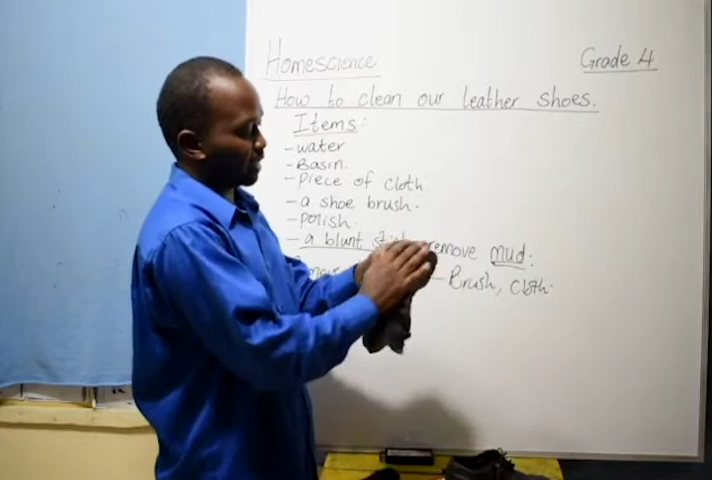 Homescience Grade 4
How to clean our leather shoes.
Items:
- water
- Basin.
- Piece of cloth
- a shoe brush.
- polish.
- a blunt remove mud.
- Brush, cloth.